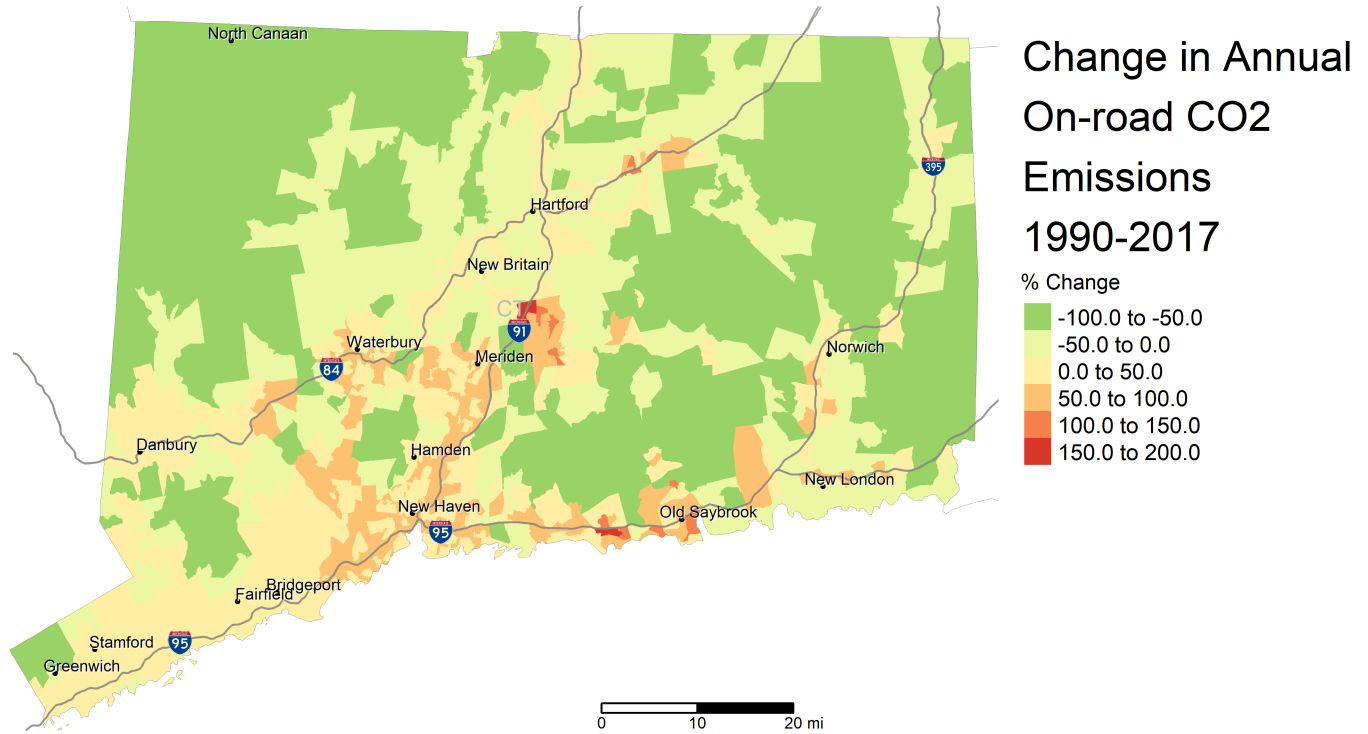 Change in Annual
On-road CO2
Emissions
1990-2017
% Change
-100.0 to -50.0
-50.0 to 0.0
0.0 to 50.0
50.0 to 100.0
100.0 to 150.0
150.0 to 200.0
North Canaan
395
Hartford
New Britain
CT
91
Waterbury
Norwich
Meriden
84
Danbury
Hamden
New London
New Haven
Old Saybrook
95
Bridgeport
Fairfield
95
Stamford
Greenwich
0 10 20 mi